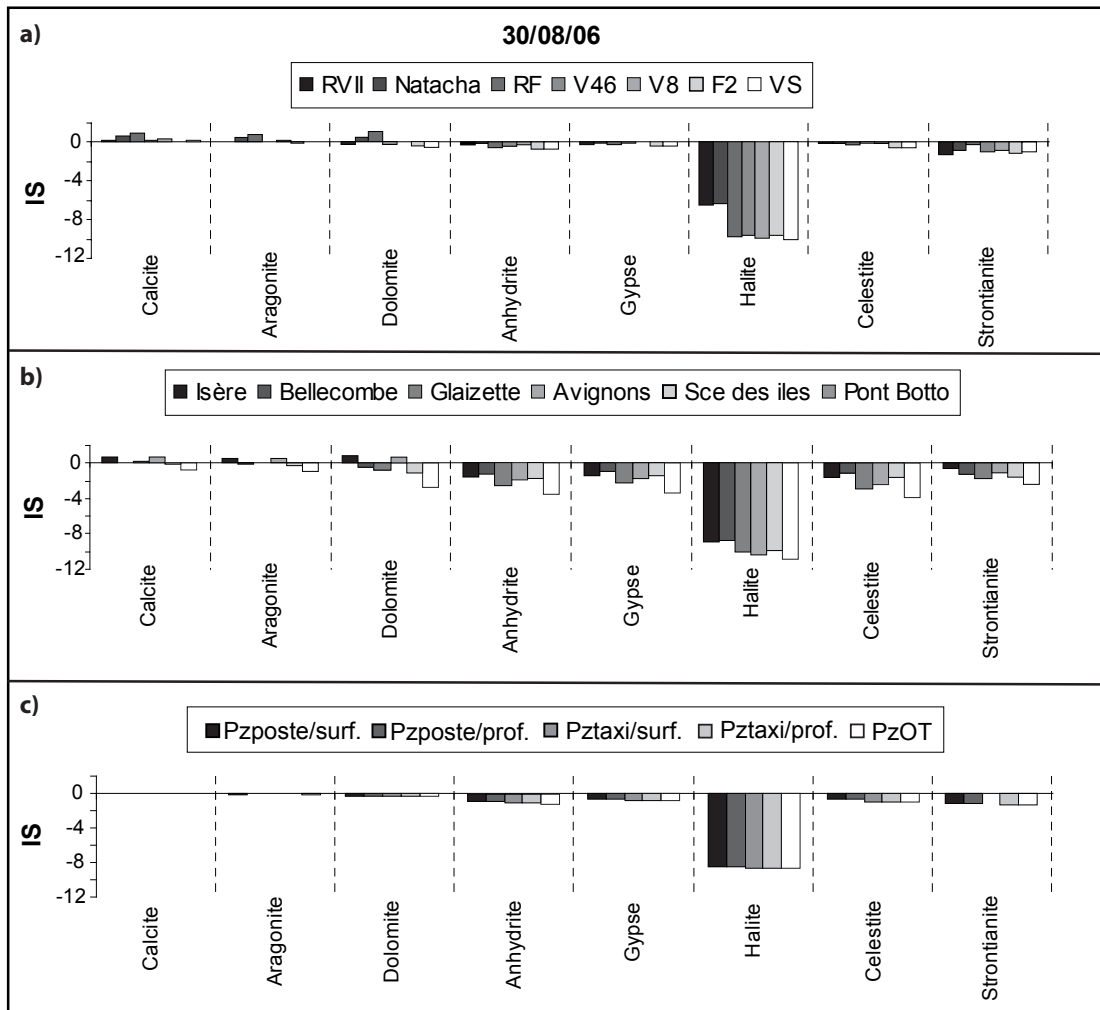 a)
30/08/06
RVII Natacha RF V46 V8 F2 VS
IS
0
-4
-8
-12
Calcite
Aragonite
Dolomite
Anhydrite
Gypse
Halite
Celestite
Strontianite
b)
Isère Bellecombe Glaizette Avignons Sce des iles Pont Botto
IS
0
-4
-8
-12
Calcite
Aragonite
Dolomite
Anhydrite
Gypse
Halite
Celestite
Strontianite
c)
Pzposte/surf. Pzposte/prof. Pztaxi/surf. Pztaxi/prof. PzOT
IS
0
-4
-8
-12
Calcite
Aragonite
Dolomite
Anhydrite
Gypse
Halite
Celestite
Strontianite